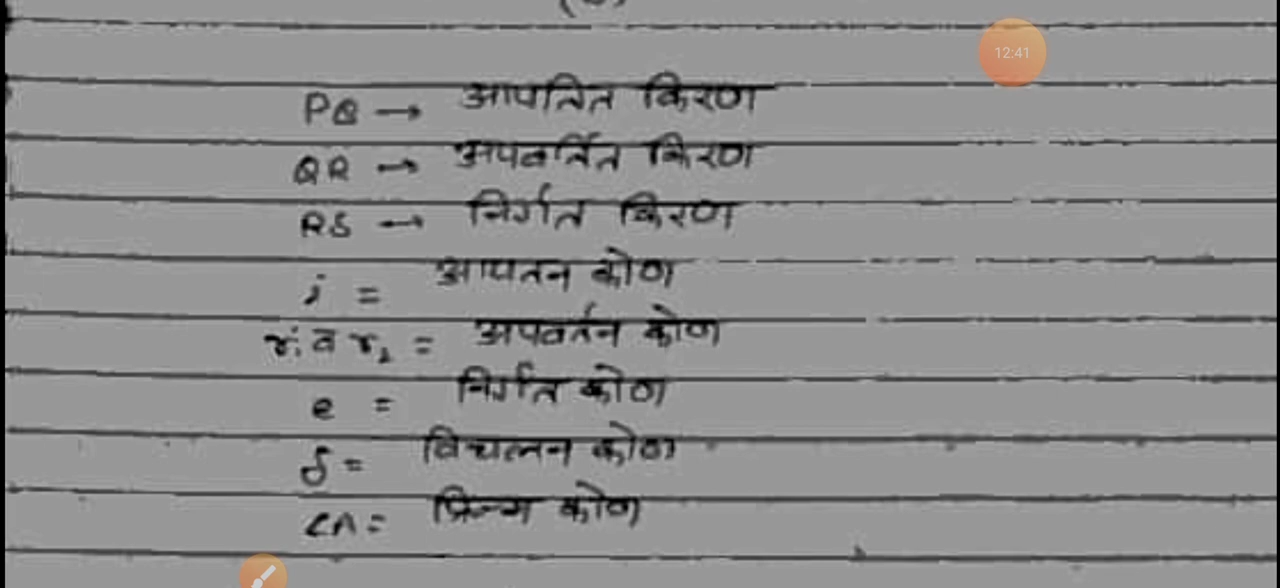 12:41
PQ → आपतित किरण
QR → अपवर्तित किरण
RS → निर्गत किरण
i = आपतन कोण
r₁ व r₂ = अपवर्तन कोण
e = निर्गत कोण
δ = विचलन कोण
∠A = प्रिज्म कोण